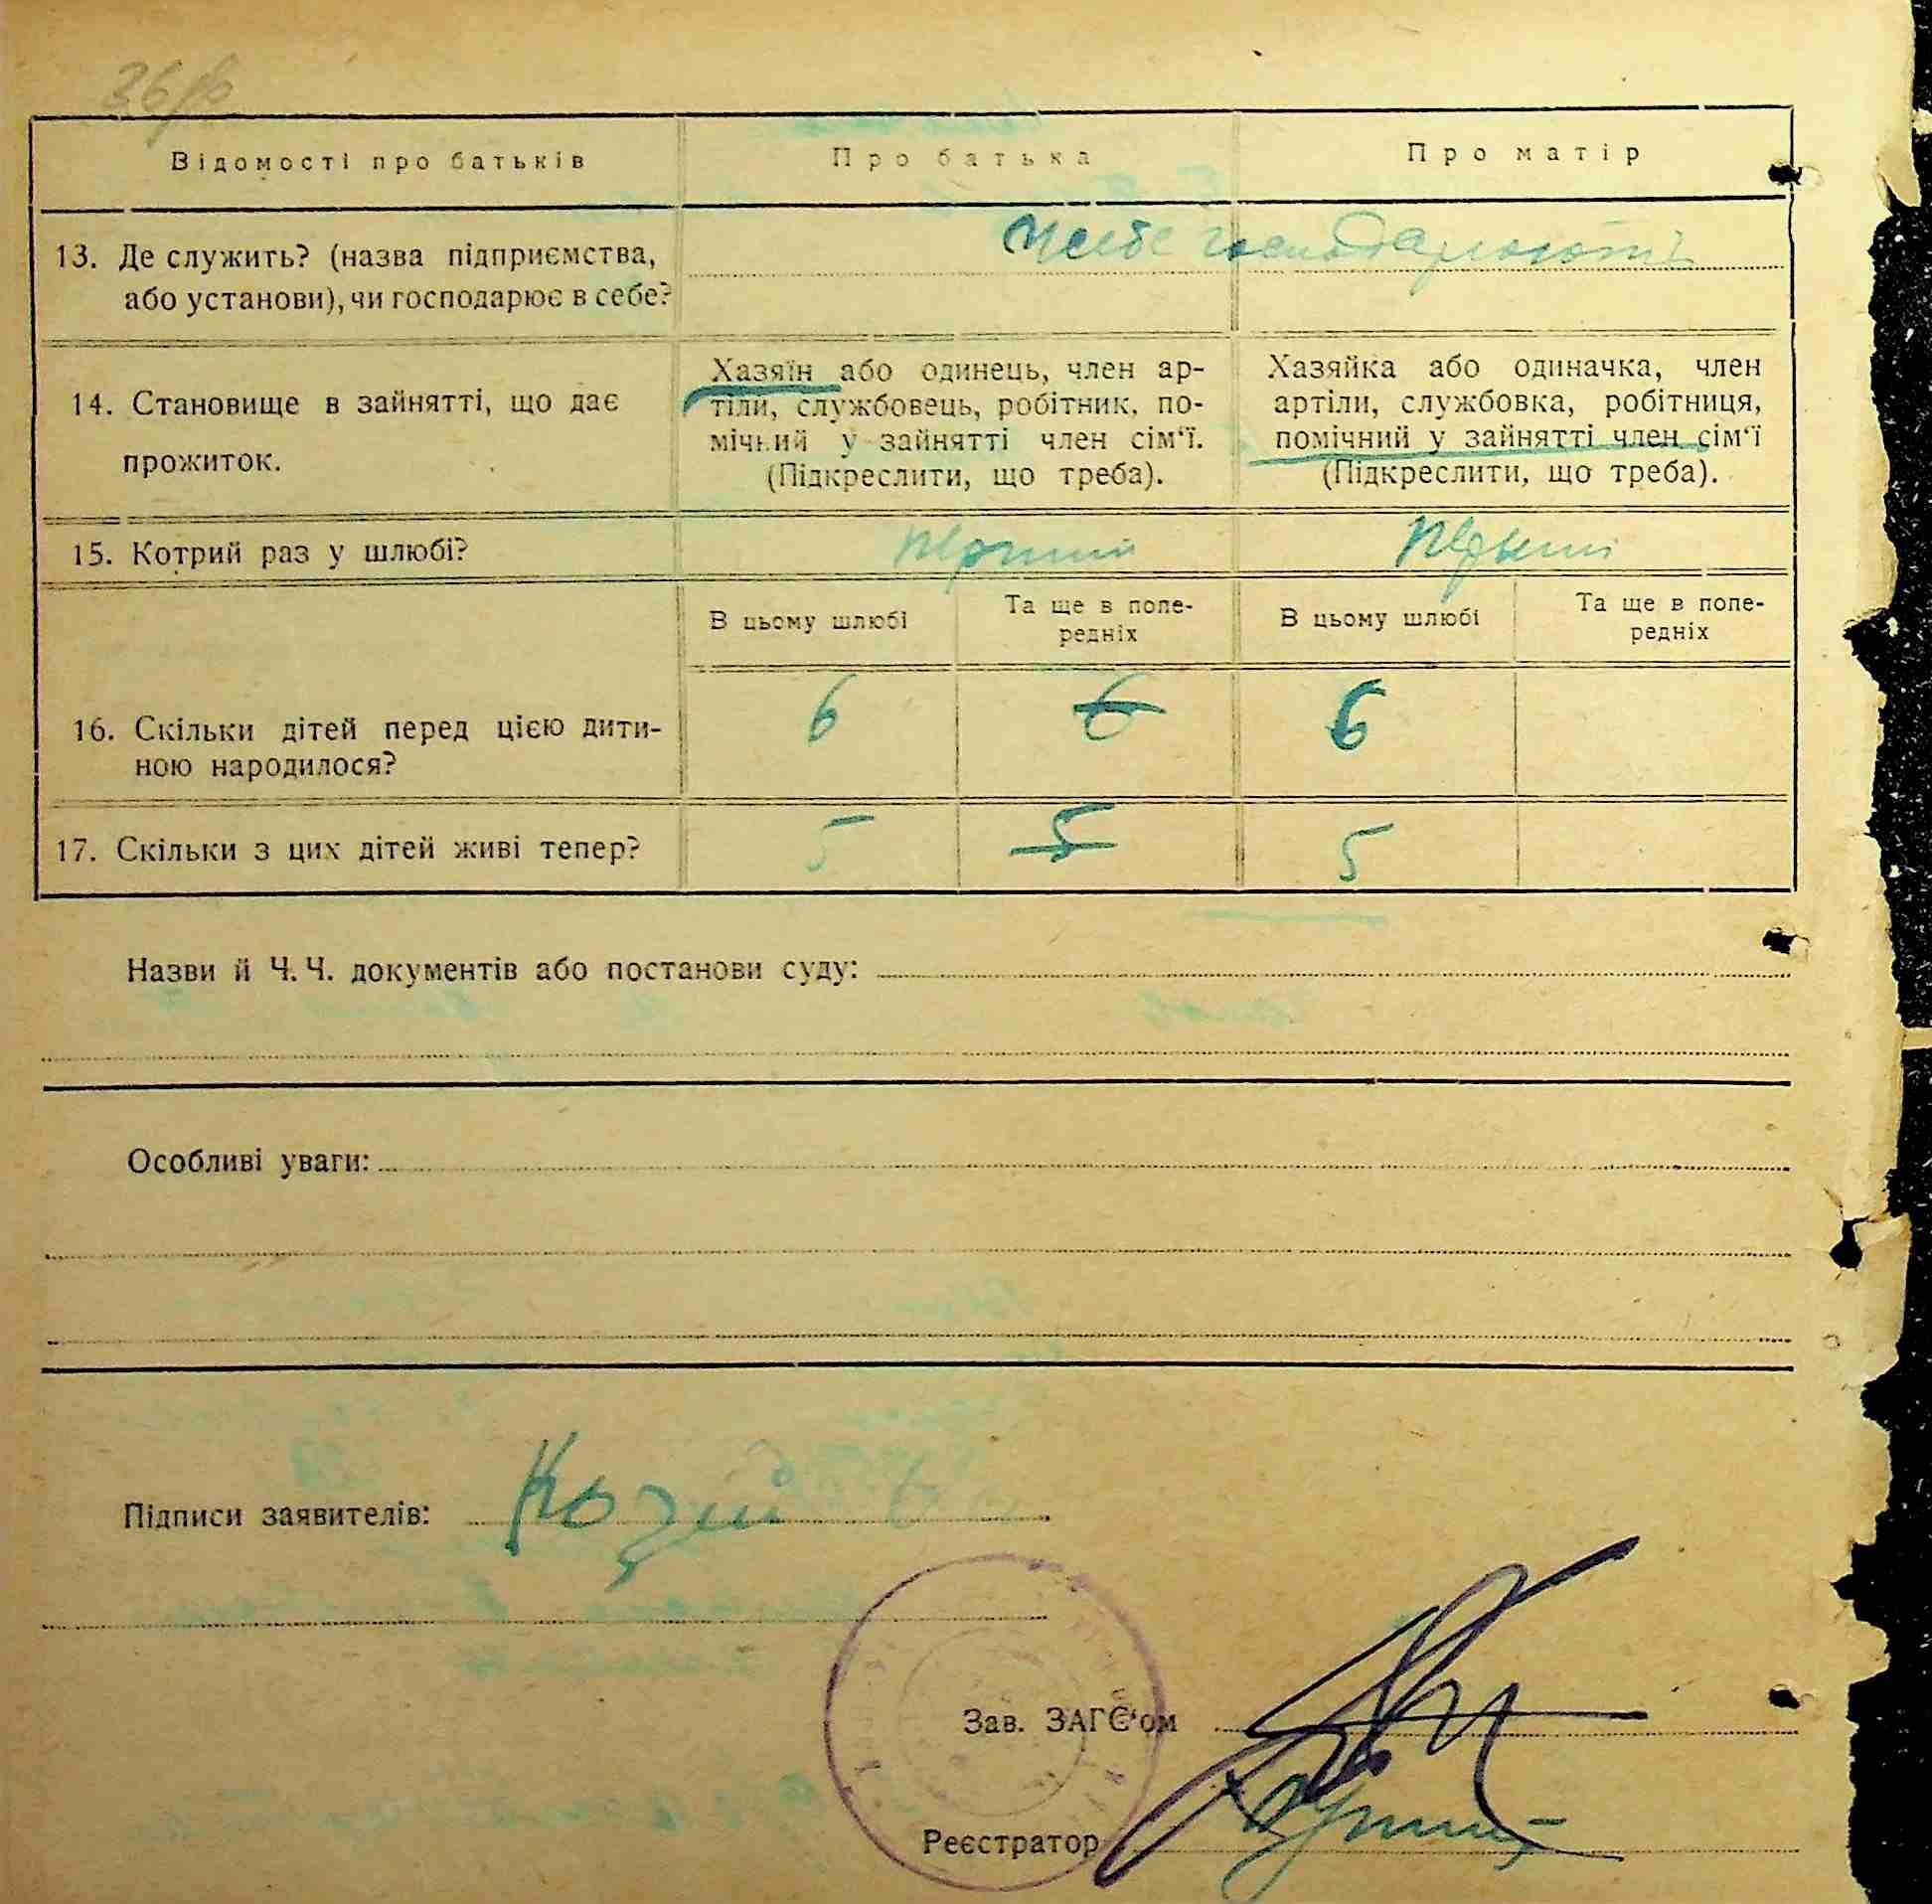 36
Відомості про батьків
Про батька
Про матір
13. Де служить? (назва підприємства,
або установи), чи господарює в себе?
У себе господарюють
14. Становище в зайнятті, що дає
прожиток.
Хазяїн або одинець, член ар-
тіли, службовець, робітник, по-
мічний у зайнятті член сім'ї.
(Підкреслити, що треба).
Хазяйка або одиначка, член
артіли, службовка, робітниця,
помічний у зайнятті член сім'ї
(Підкреслити, що треба).
15. Котрий раз у шлюбі?
перший
перший
В цьому шлюбі
Та ще в попе-
редніх
В цьому шлюбі
Та ще в попе-
редніх
16. Скільки дітей перед цією дити-
ною народилося?
6
6
6
17. Скільки з цих дітей живі тепер?
5
5
5
Назви й Ч. Ч. документів або постанови суду:
Особливі уваги:
Підписи заявителів:
Козий
Зав. ЗАГС'ом
Реєстратор